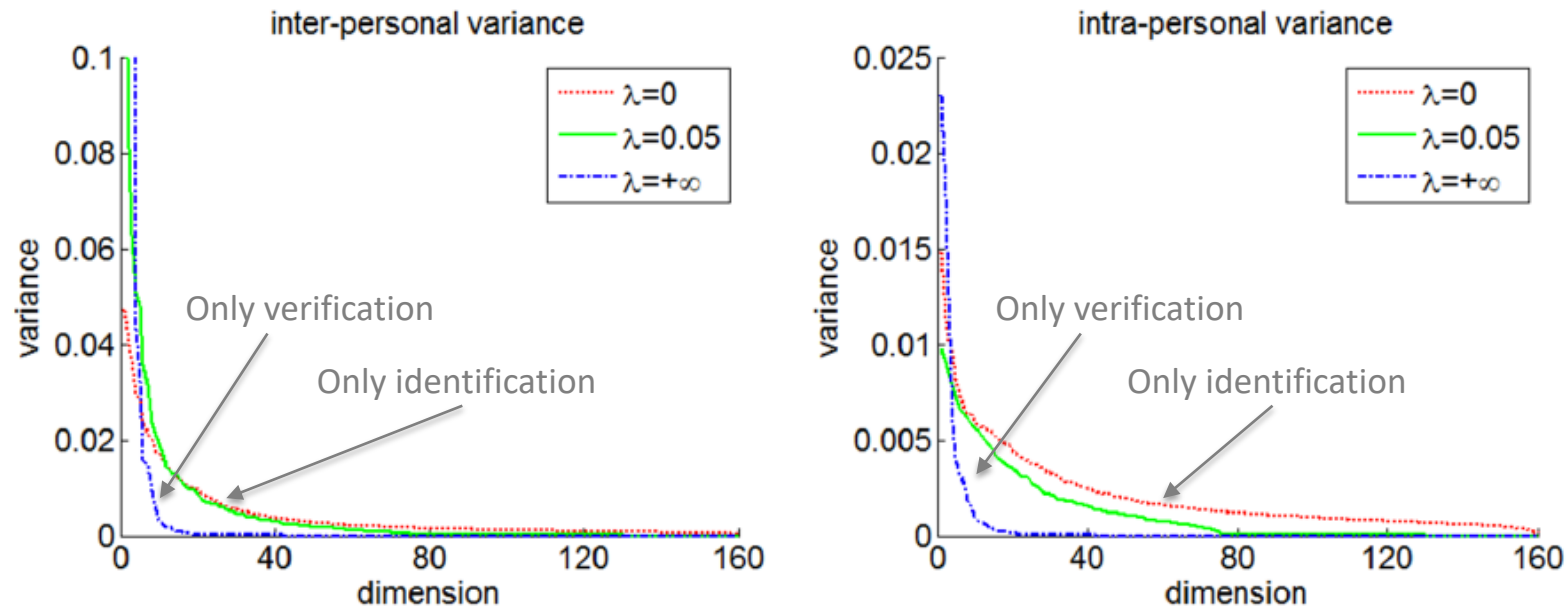 inter-personal variance
0.1
0.08
0.06
0.04
0.02
0
variance
λ=0
λ=0.05
λ=+∞
Only verification
Only identification
0 40 80 120 160
dimension
intra-personal variance
0.025
0.02
0.015
0.01
0.005
0
variance
λ=0
λ=0.05
λ=+∞
Only verification
Only identification
0 40 80 120 160
dimension